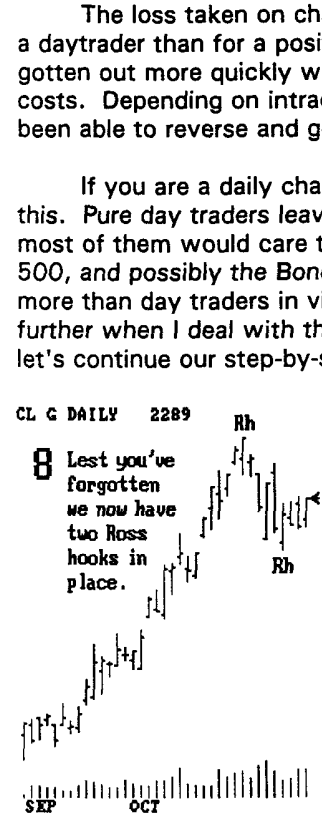 The loss taken on ch
a daytrader than for a posi
gotten out more quickly w
costs. Depending on intra
been able to reverse and g
If you are a daily cha
this. Pure day traders leav
most of them would care t
500, and possibly the Bon
more than day traders in vi
further when I deal with th
let's continue our step-by-s
CL G DAILY 2289
Rh
8 Lest you've
forgotten
we now have
two Ross
hooks in
place.
Rh
SEP OCT